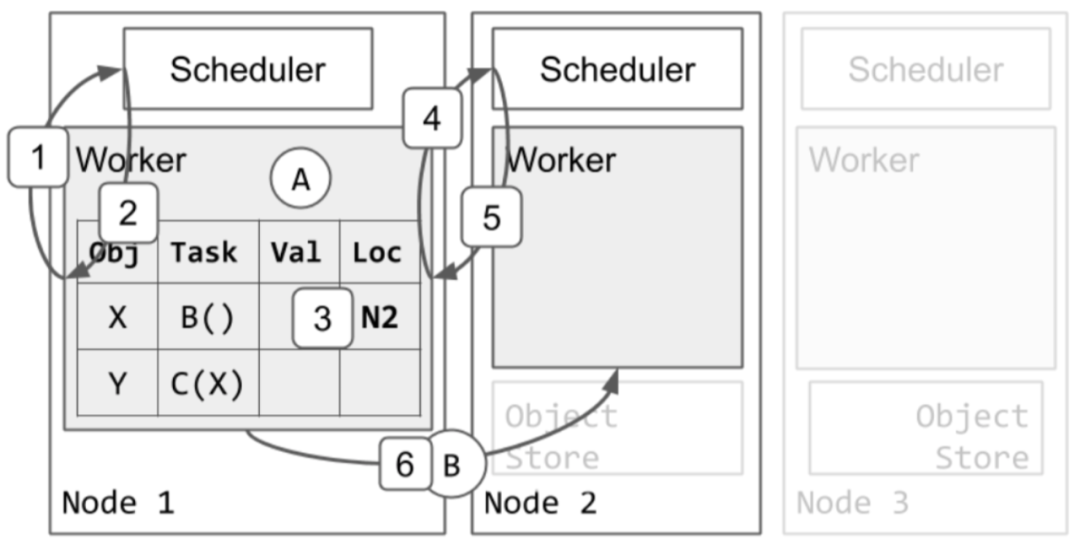 Scheduler
Scheduler
Scheduler
4
1
Worker
A
Worker
Worker
2
5
Obj Task Val Loc
X B() 3 N2
Y C(X)
Object
Store
Object
Store
6 B
Node 1
Node 2
Node 3